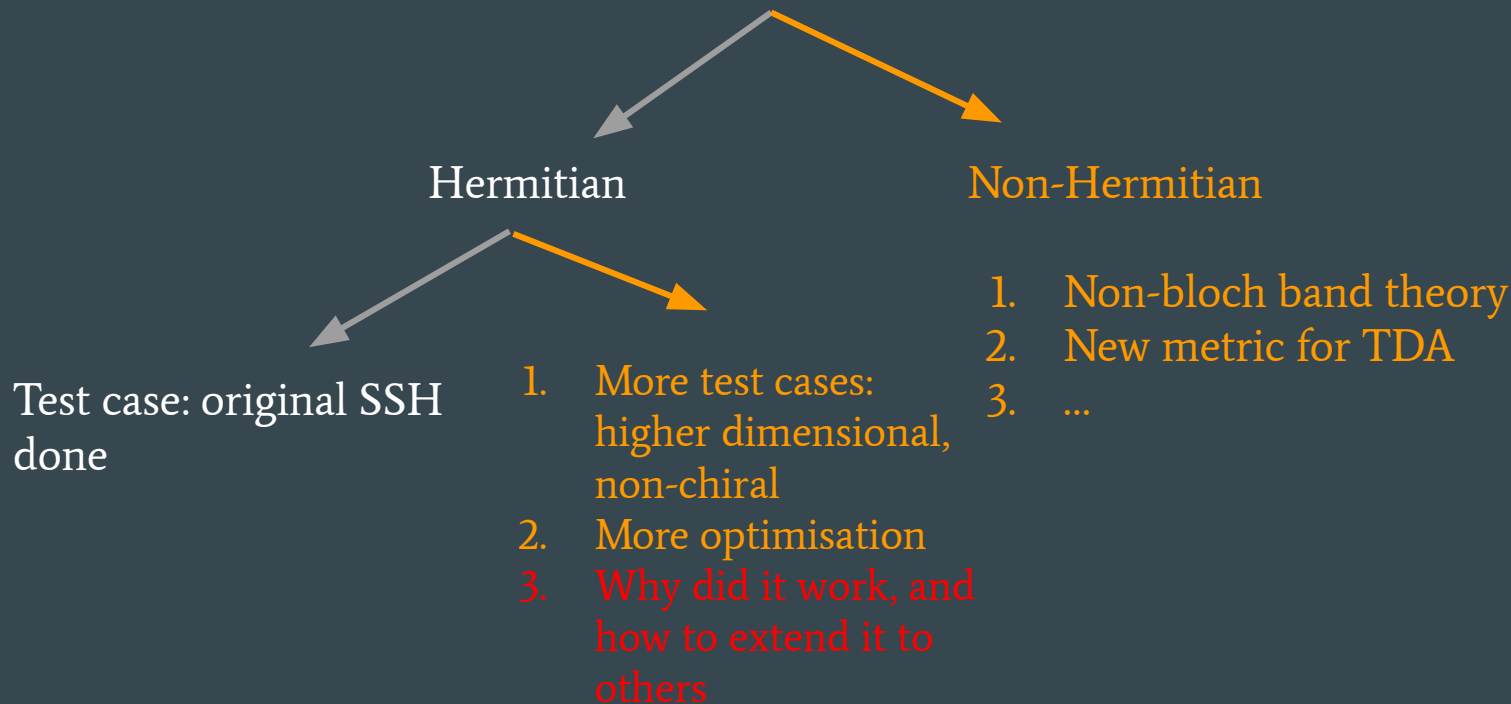 Hermitian
Non-Hermitian
Test case: original SSH
done
1. More test cases:
higher dimensional,
non-chiral
2. More optimisation
3. Why did it work, and
how to extend it to
others
1. Non-bloch band theory
2. New metric for TDA
3. ...